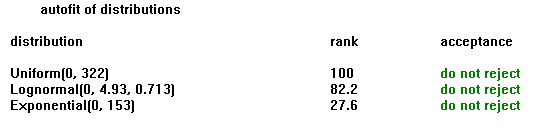 autofit of distributions
distribution rank acceptance
Uniform(0, 322) 100 do not reject
Lognormal(0, 4.93, 0.713) 82.2 do not reject
Exponential(0, 153) 27.6 do not reject